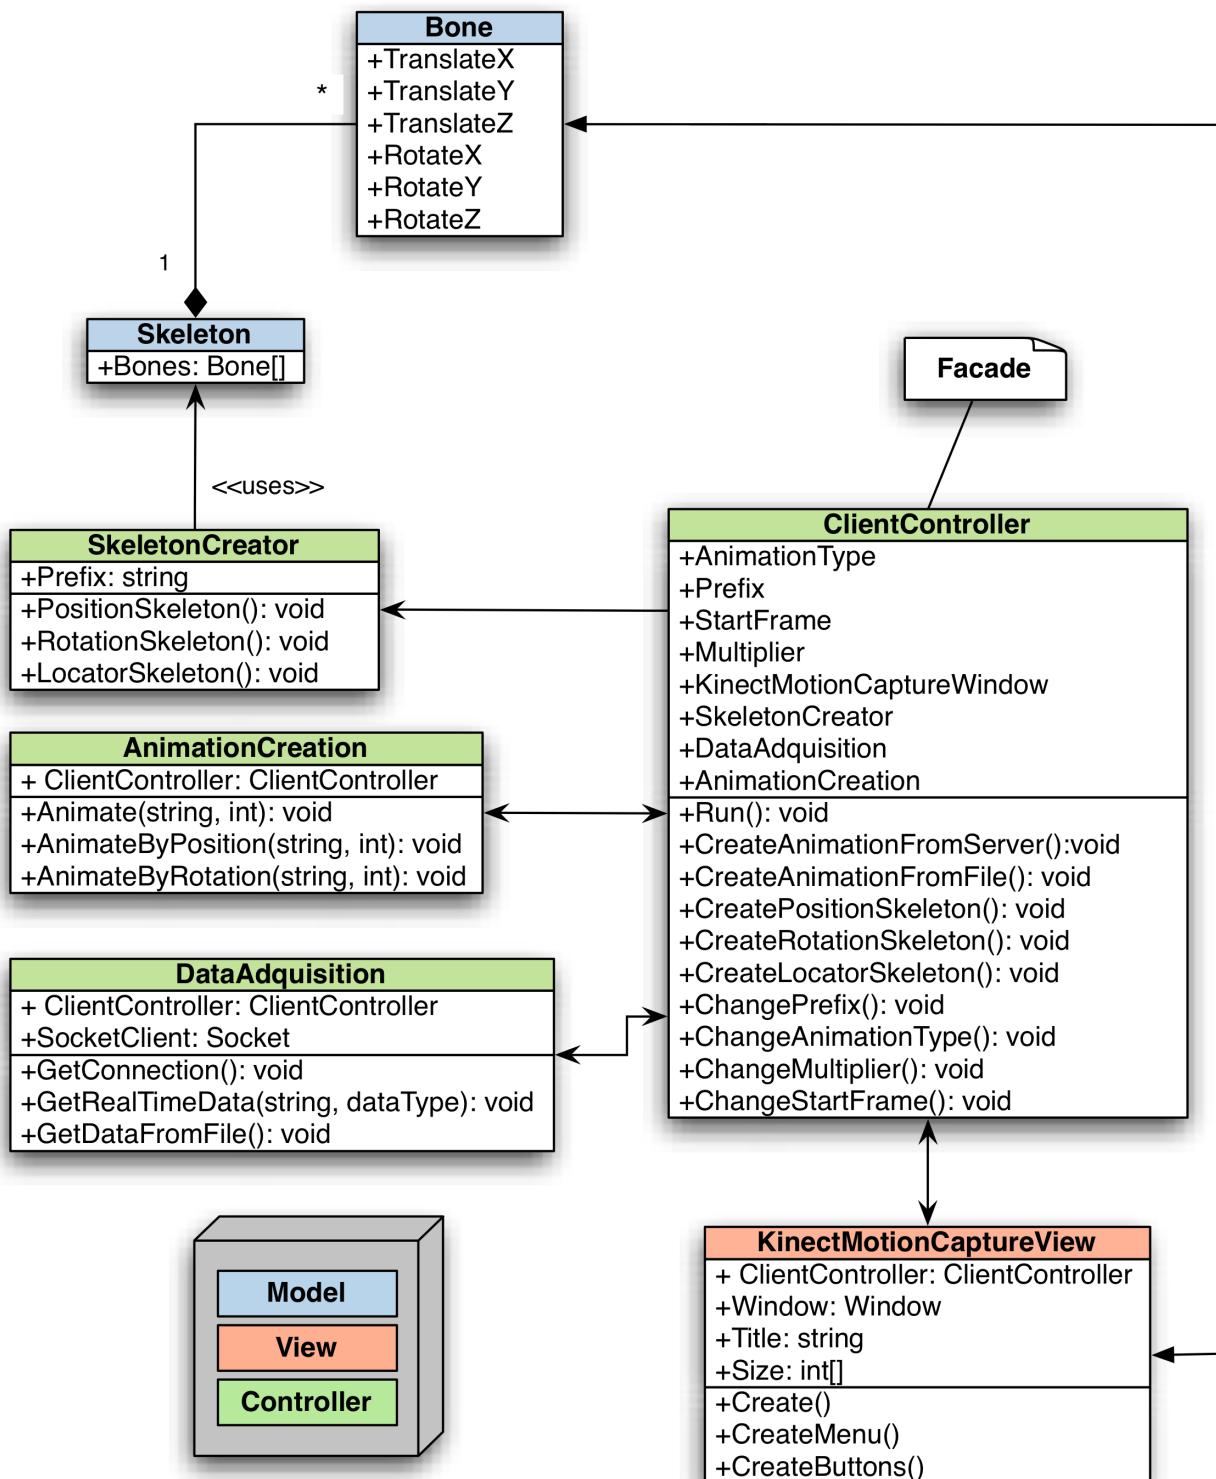 Bone
+TranslateX
+TranslateY
+TranslateZ
+RotateX
+RotateY
+RotateZ
*
1
Skeleton
+Bones: Bone[]
<<uses>>
Facade
SkeletonCreator
+Prefix: string
+PositionSkeleton(): void
+RotationSkeleton(): void
+LocatorSkeleton(): void
ClientController
+AnimationType
+Prefix
+StartFrame
+Multiplier
+KinectMotionCaptureWindow
+SkeletonCreator
+DataAdquisition
+AnimationCreation
+Run(): void
+CreateAnimationFromServer():void
+CreateAnimationFromFile(): void
+CreatePositionSkeleton(): void
+CreateRotationSkeleton(): void
+CreateLocatorSkeleton(): void
+ChangePrefix(): void
+ChangeAnimationType(): void
+ChangeMultiplier(): void
+ChangeStartFrame(): void
AnimationCreation
+ ClientController: ClientController
+Animate(string, int): void
+AnimateByPosition(string, int): void
+AnimateByRotation(string, int): void
DataAdquisition
+ ClientController: ClientController
+SocketClient: Socket
+GetConnection(): void
+GetRealTimeData(string, dataType): void
+GetDataFromFile(): void
Model
View
Controller
KinectMotionCaptureView
+ ClientController: ClientController
+Window: Window
+Title: string
+Size: int[]
+Create()
+CreateMenu()
+CreateButtons()